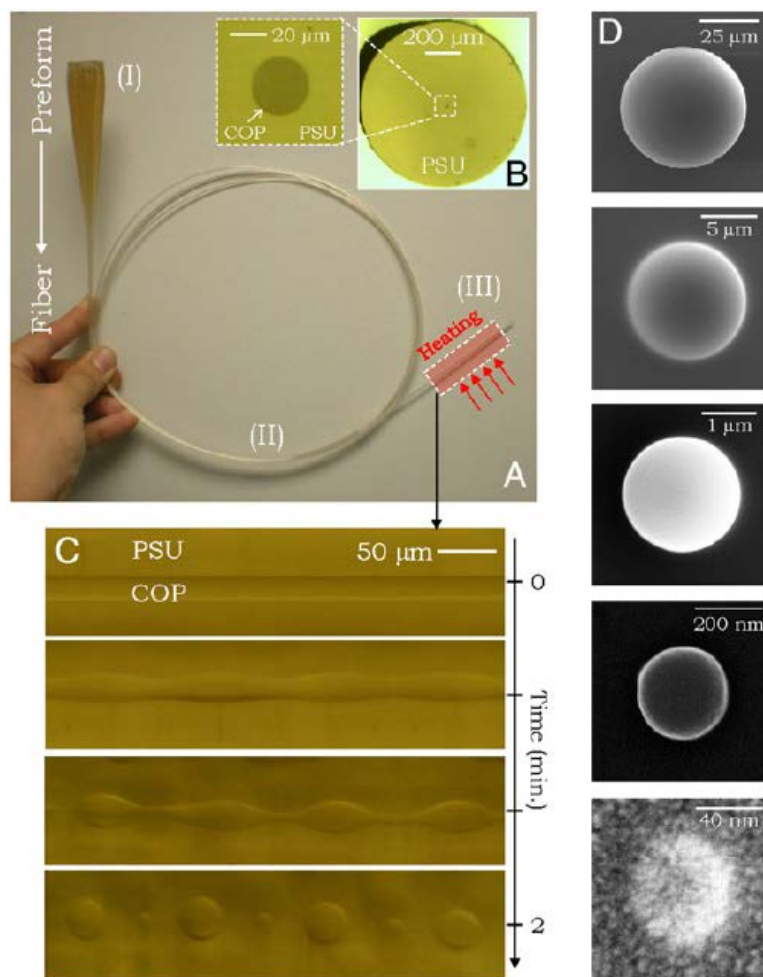 (I)
Preform
Fiber
20 μm
COP PSU
200 μm
PSU
B
(III)
Heating
(II)
A
C
PSU
COP
50 μm
0
Time (min.)
2
D
25 μm
5 μm
1 μm
200 nm
40 nm